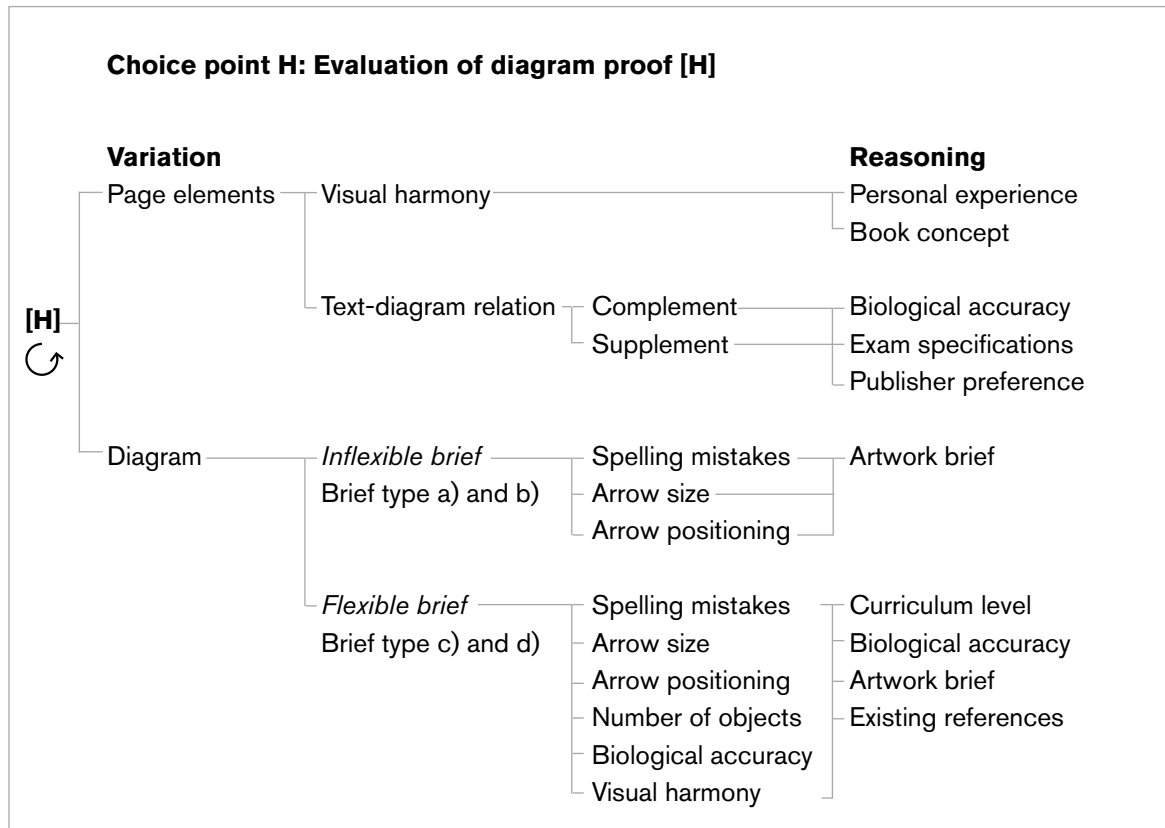 Choice point H: Evaluation of diagram proof [H]
Variation
Reasoning
Page elements
Visual harmony
Personal experience
Book concept
[H]
Text-diagram relation
Complement
Biological accuracy
Supplement
Exam specifications
Publisher preference
Diagram
Inflexible brief
Spelling mistakes
Artwork brief
Brief type a) and b)
Arrow size
Arrow positioning
Flexible brief
Spelling mistakes
Curriculum level
Brief type c) and d)
Arrow size
Biological accuracy
Arrow positioning
Artwork brief
Number of objects
Existing references
Biological accuracy
Visual harmony